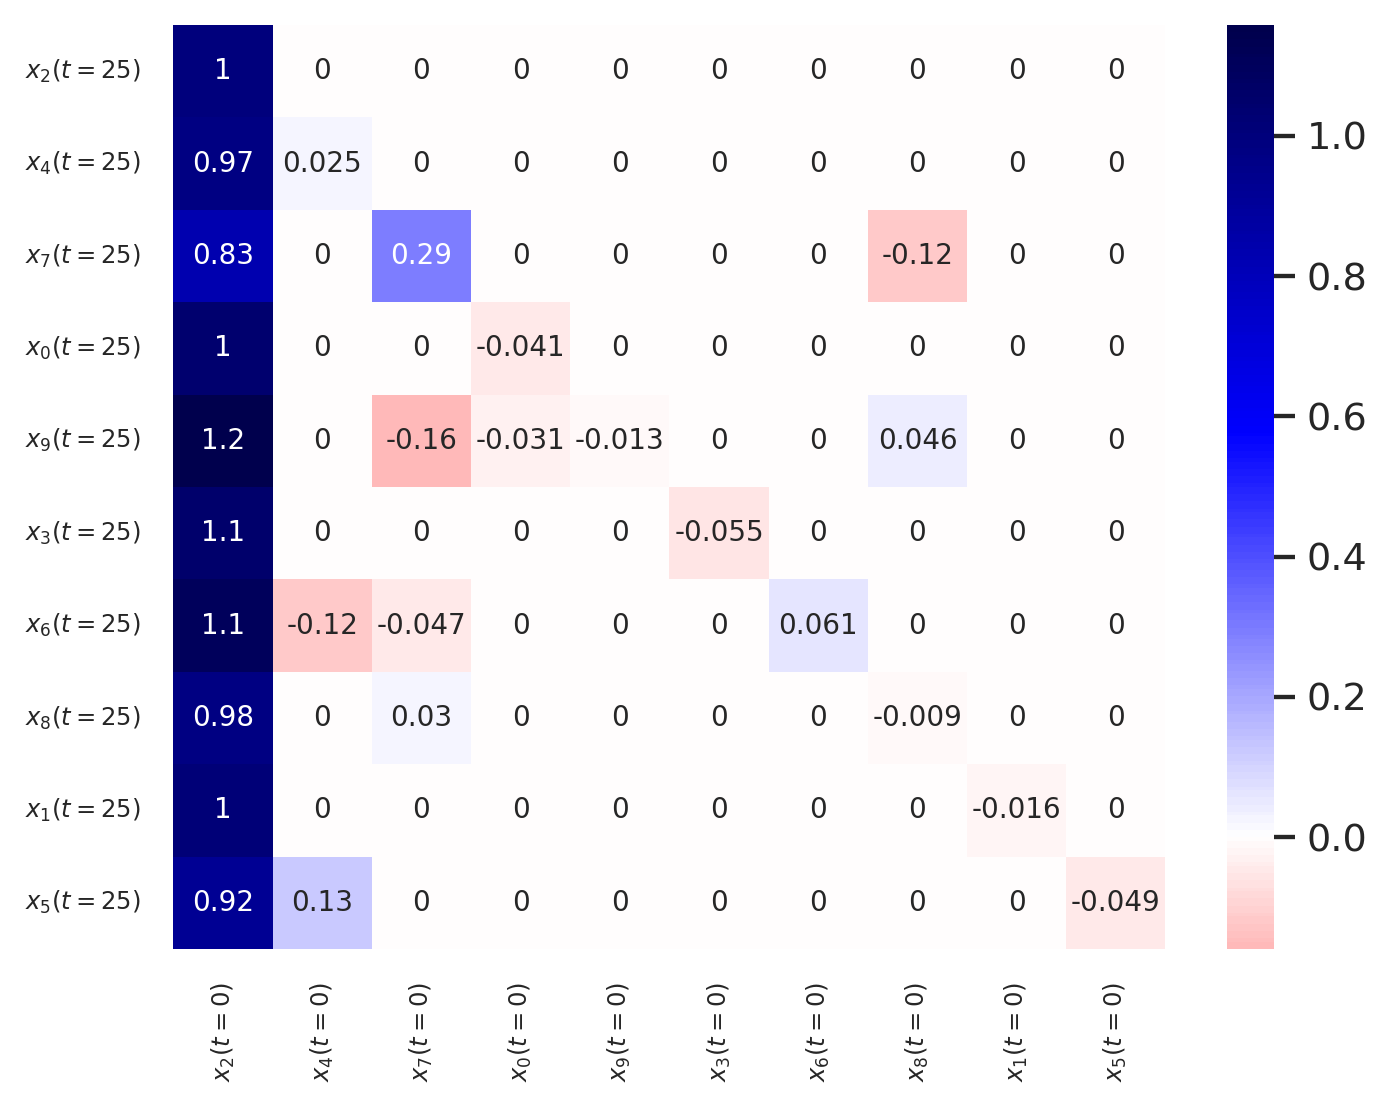 x₂(t = 25) 1 0 0 0 0 0 0 0 0 0
x₄(t = 25) 0.97 0.025 0 0 0 0 0 0 0 0
x₇(t = 25) 0.83 0 0.29 0 0 0 0 -0.12 0 0
x₀(t = 25) 1 0 0 -0.041 0 0 0 0 0 0
x₉(t = 25) 1.2 0 -0.16 -0.031 -0.013 0 0 0.046 0 0
x₃(t = 25) 1.1 0 0 0 0 -0.055 0 0 0 0
x₆(t = 25) 1.1 -0.12 -0.047 0 0 0 0.061 0 0 0
x₈(t = 25) 0.98 0 0.03 0 0 0 0 -0.009 0 0
x₁(t = 25) 1 0 0 0 0 0 0 0 -0.016 0
x₅(t = 25) 0.92 0.13 0 0 0 0 0 0 0 -0.049
x₂(t = 0)
x₄(t = 0)
x₇(t = 0)
x₀(t = 0)
x₉(t = 0)
x₃(t = 0)
x₆(t = 0)
x₈(t = 0)
x₁(t = 0)
x₅(t = 0)
1.0
0.8
0.6
0.4
0.2
0.0